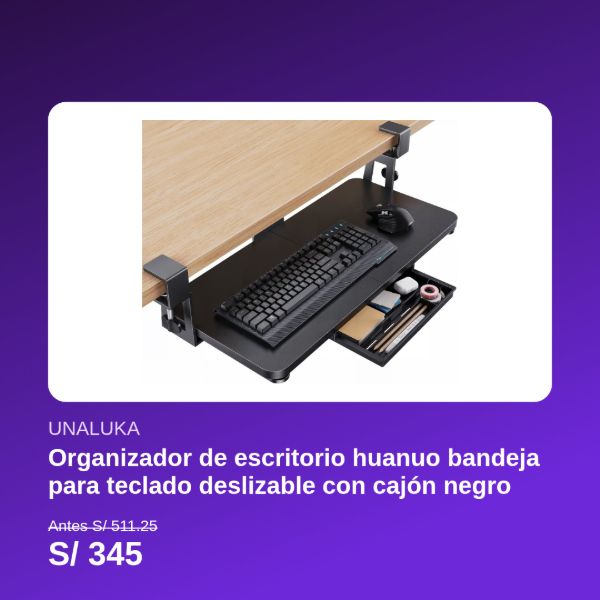 UNALUKA
Organizador de escritorio huanuo bandeja
para teclado deslizable con cajón negro
Antes S/ 511.25
S/ 345